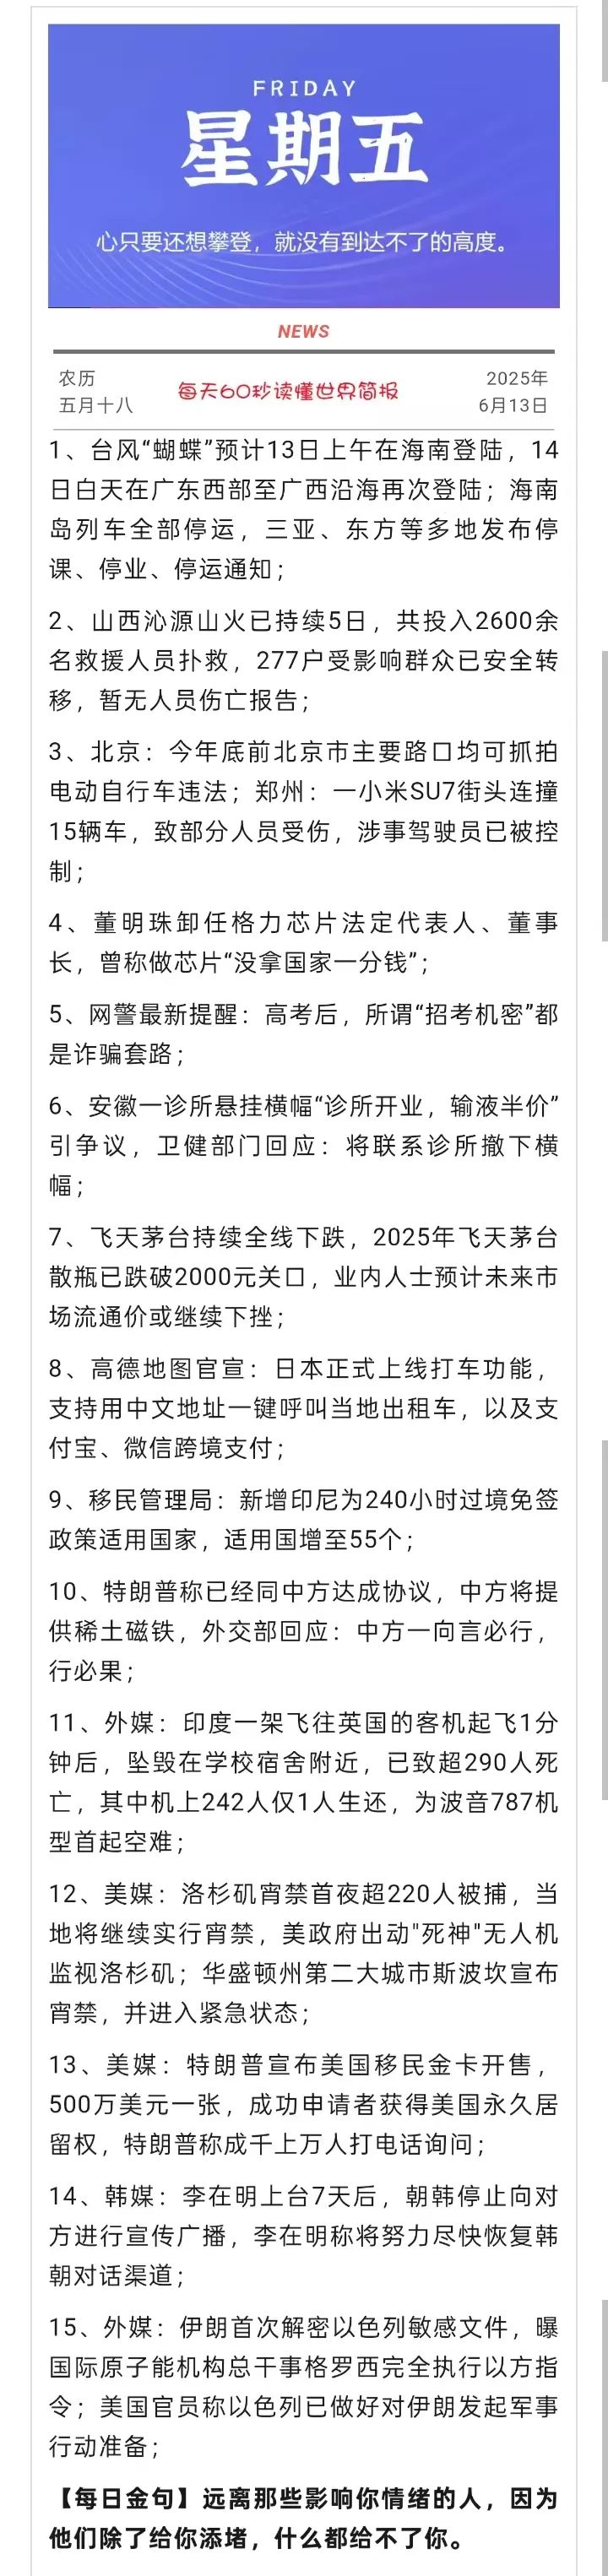 FRIDAY
星期五
心只要还想攀登，就没有到达不了的高度。
NEWS
农历
五月十八
每天60秒读懂世界简报
2025年
6月13日
1、台风“蝴蝶”预计13日上午在海南登陆，14
日白天在广东西部至广西沿海再次登陆；海南
岛列车全部停运，三亚、东方等多地发布停
课、停业、停运通知；
2、山西沁源山火已持续5日，共投入2600余
名救援人员扑救，277户受影响群众已安全转
移，暂无人员伤亡报告；
3、北京：今年底前北京市主要路口均可抓拍
电动自行车违法；郑州：一小米SU7街头连撞
15辆车，致部分人员受伤，涉事驾驶员已被控
制；
4、董明珠卸任格力芯片法定代表人、董事
长，曾称做芯片“没拿国家一分钱”；
5、网警最新提醒：高考后，所谓“招考机密”都
是诈骗套路；
6、安徽一诊所悬挂横幅“诊所开业，输液半价”
引争议，卫健部门回应：将联系诊所撤下横
幅；
7、飞天茅台持续全线下跌，2025年飞天茅台
散瓶已跌破2000元关口，业内人士预计未来市
场流通价或继续下挫；
8、高德地图官宣：日本正式上线打车功能，
支持用中文地址一键呼叫当地出租车，以及支
付宝、微信跨境支付；
9、移民管理局：新增印尼为240小时过境免签
政策适用国家，适用国增至55个；
10、特朗普称已经同中方达成协议，中方将提
供稀土磁铁，外交部回应：中方一向言必行，
行必果；
11、外媒：印度一架飞往英国的客机起飞1分
钟后，坠毁在学校宿舍附近，已致超290人死
亡，其中机上242人仅1人生还，为波音787机
型首起空难；
12、美媒：洛杉矶宵禁首夜超220人被捕，当
地将继续实行宵禁，美政府出动"死神"无人机
监视洛杉矶；华盛顿州第二大城市斯波坎宣布
宵禁，并进入紧急状态；
13、美媒：特朗普宣布美国移民金卡开售，
500万美元一张，成功申请者获得美国永久居
留权，特朗普称成千上万人打电话询问；
14、韩媒：李在明上台7天后，朝韩停止向对
方进行宣传广播，李在明称将努力尽快恢复韩
朝对话渠道；
15、外媒：伊朗首次解密以色列敏感文件，曝
国际原子能机构总干事格罗西完全执行以方指
令；美国官员称以色列已做好对伊朗发起军事
行动准备；
【每日金句】远离那些影响你情绪的人，因为
他们除了给你添堵，什么都给不了你。